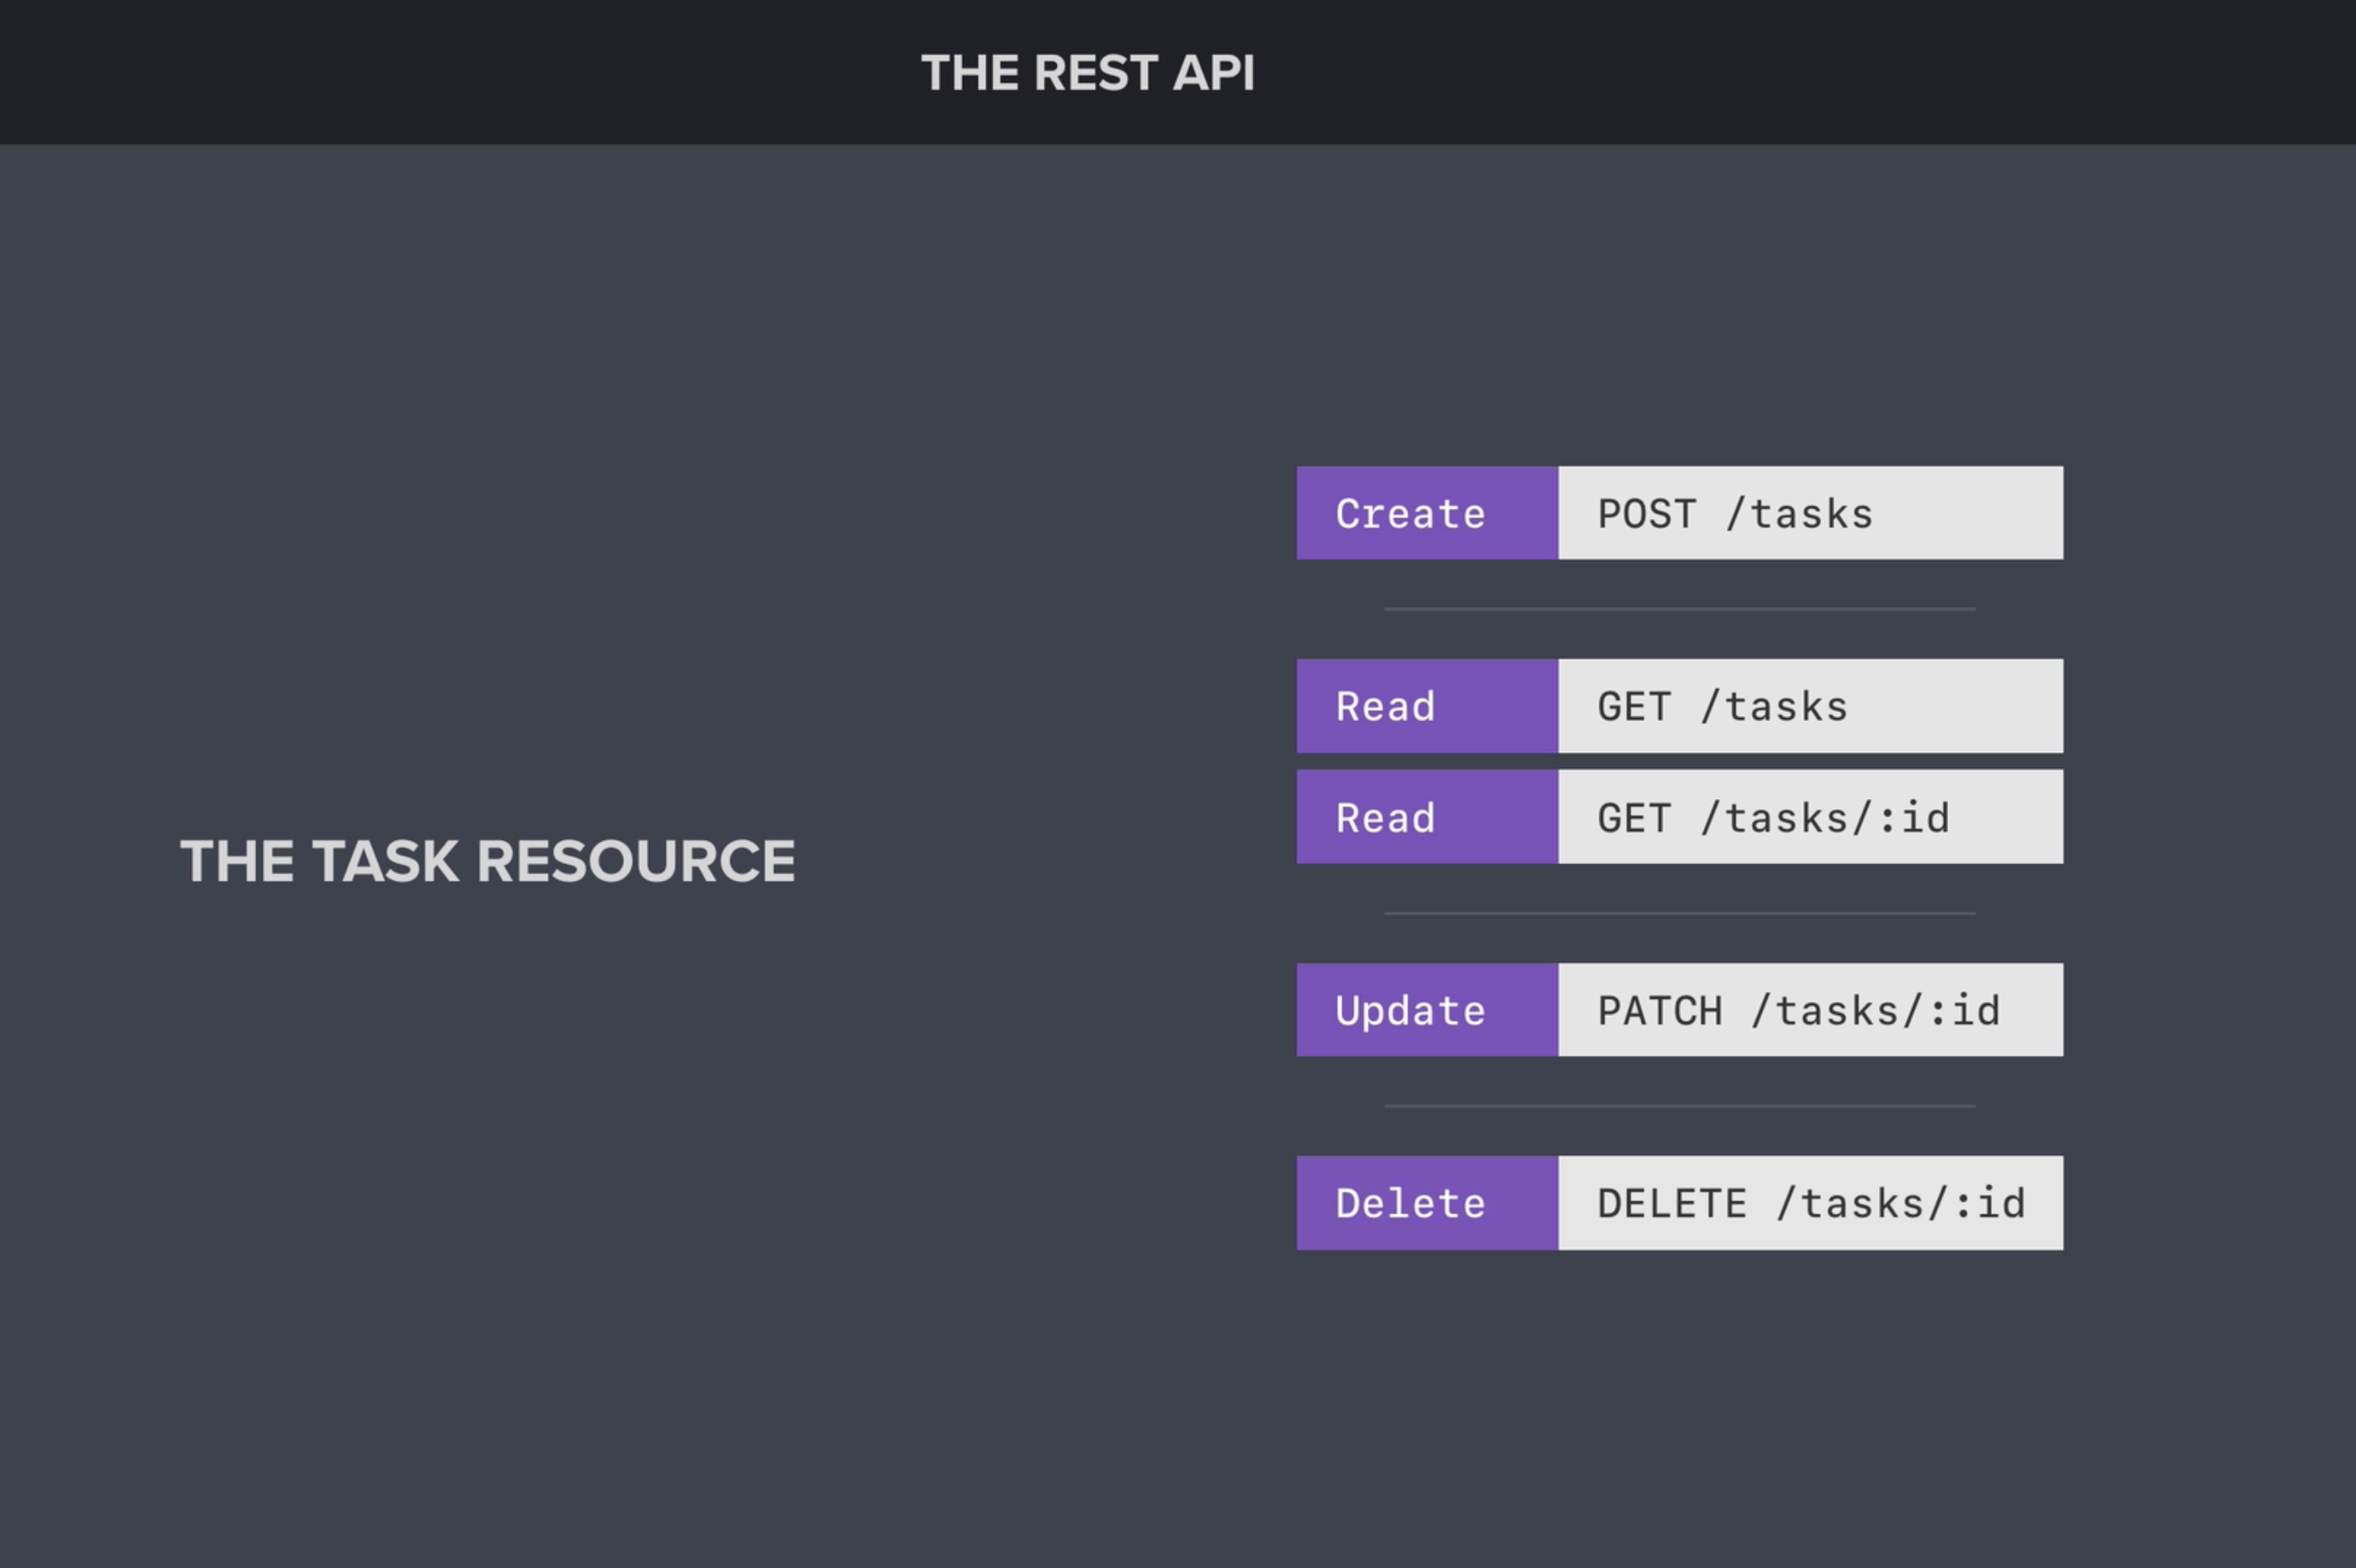 THE REST API
THE TASK RESOURCE
Create POST /tasks
Read GET /tasks
Read GET /tasks/:id
Update PATCH /tasks/:id
Delete DELETE /tasks/:id